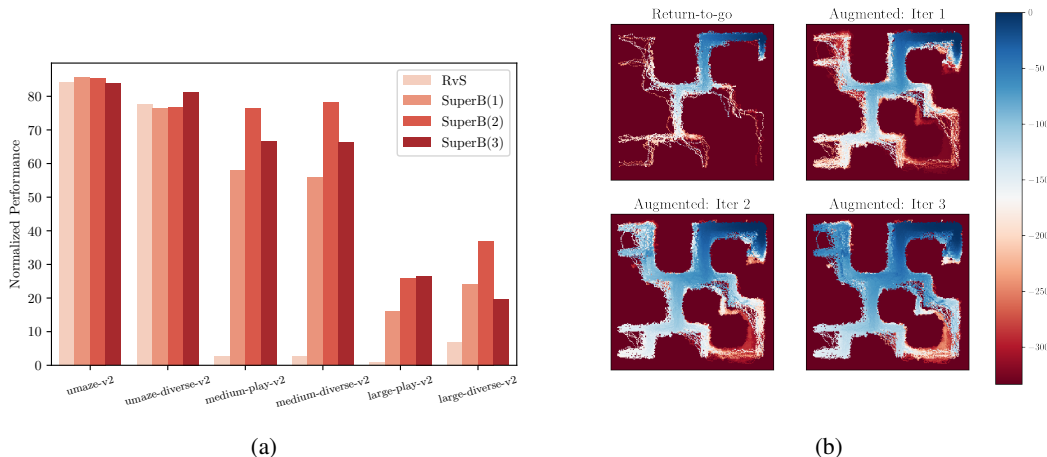 Normalized Performance
80
70
60
50
40
30
20
10
0
RvS
SuperB(1)
SuperB(2)
SuperB(3)
umaze-v2
umaze-diverse-v2
medium-play-v2
medium-diverse-v2
large-play-v2
large-diverse-v2
(a)
Return-to-go
Augmented: Iter 1
Augmented: Iter 2
Augmented: Iter 3
0
−50
−100
−150
−200
−250
−300
(b)